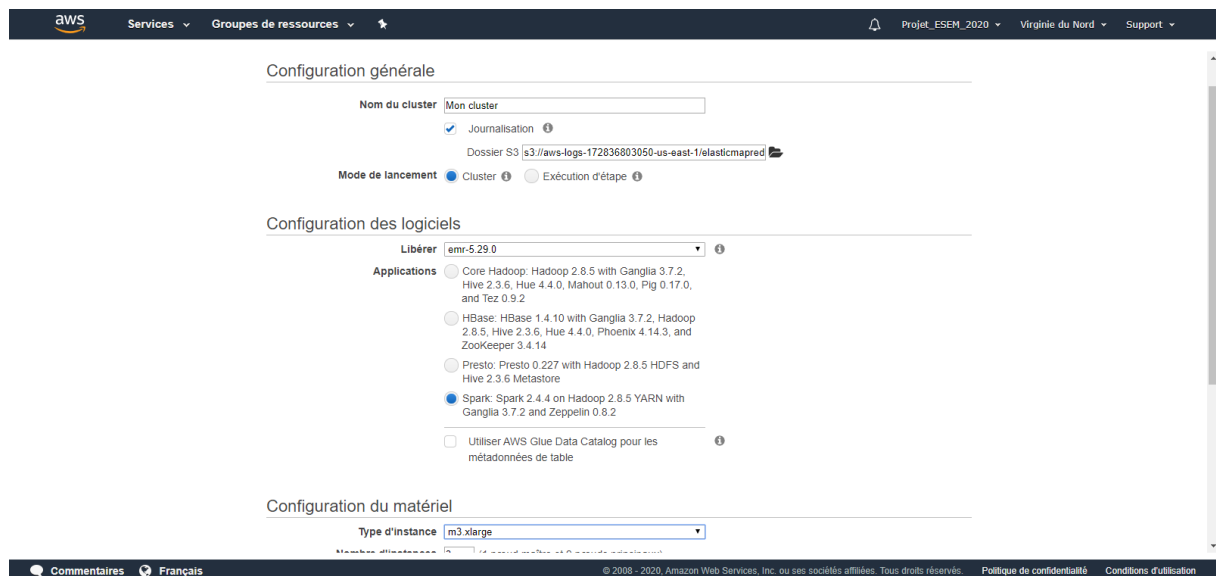 aws Services Groupes de ressources Projet_ESEM_2020 Virginie du Nord Support
Configuration générale
Nom du cluster Mon cluster
Journalisation
Dossier S3 s3://aws-logs-172836803050-us-east-1/elasticmapred
Mode de lancement Cluster Exécution d'étape
Configuration des logiciels
Libérer emr-5.29.0
Applications Core Hadoop: Hadoop 2.8.5 with Ganglia 3.7.2,
Hive 2.3.6, Hue 4.4.0, Mahout 0.13.0, Pig 0.17.0,
and Tez 0.9.2
HBase: HBase 1.4.10 with Ganglia 3.7.2, Hadoop
2.8.5, Hive 2.3.6, Hue 4.4.0, Phoenix 4.14.3, and
ZooKeeper 3.4.14
Presto: Presto 0.227 with Hadoop 2.8.5 HDFS and
Hive 2.3.6 Metastore
Spark: Spark 2.4.4 on Hadoop 2.8.5 YARN with
Ganglia 3.7.2 and Zeppelin 0.8.2
Utiliser AWS Glue Data Catalog pour les
métadonnées de table
Configuration du matériel
Type d'instance m3.xlarge
Nombre d'instances
Commentaires Français © 2008 - 2020, Amazon Web Services, Inc. ou ses sociétés affiliées. Tous droits réservés. Politique de confidentialité Conditions d'utilisation